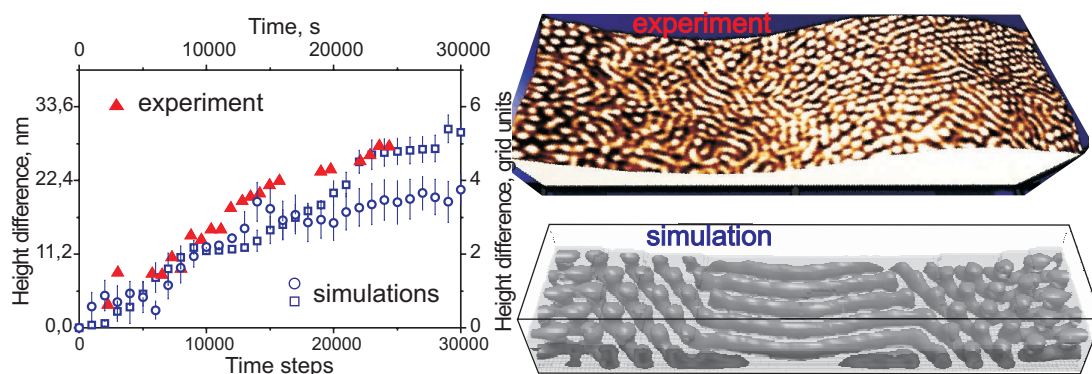 Time, s
0 10000 20000 30000
33,6
22,4
11,2
0,0
Height difference, nm
experiment
simulations
6
4
2
0
Height difference, grid units
0 10000 20000 30000
Time steps
experiment
simulation